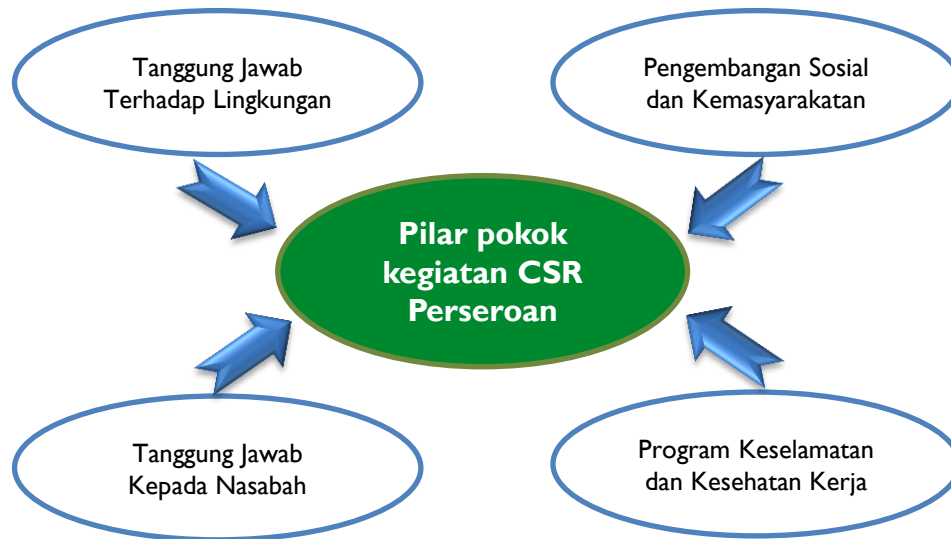 Tanggung Jawab
Terhadap Lingkungan
Pengembangan Sosial
dan Kemasyarakatan
Pilar pokok
kegiatan CSR
Perseroan
Tanggung Jawab
Kepada Nasabah
Program Keselamatan
dan Kesehatan Kerja